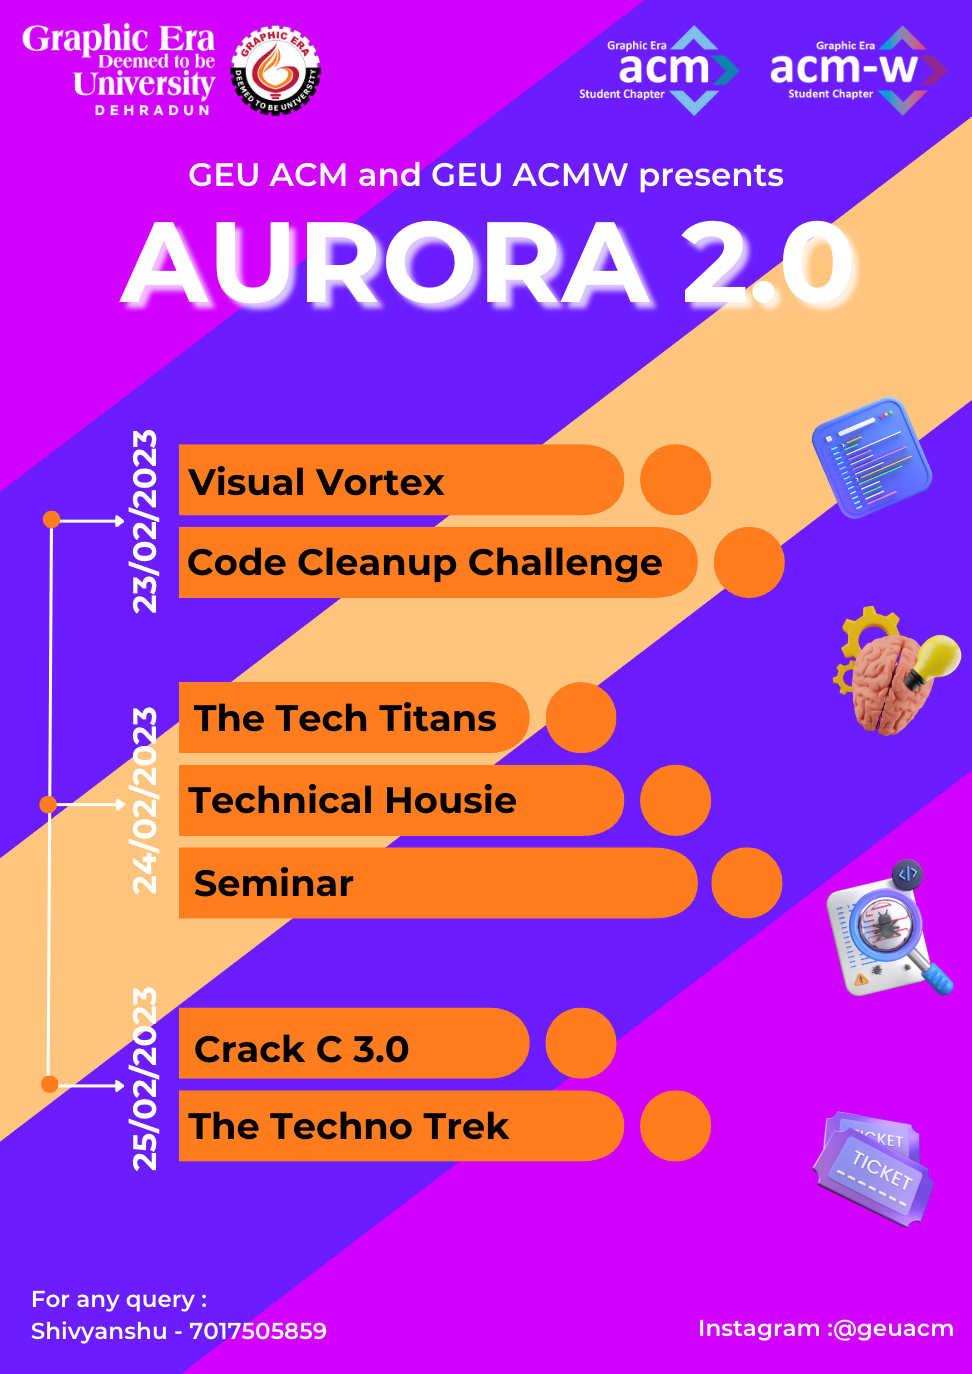 Graphic Era
Deemed to be
University
DEHRADUN
GRAPHIC ERA
DEEMED TO BE UNIVERSITY
Graphic Era
acm
Student Chapter
Graphic Era
acm-w
Student Chapter
GEU ACM and GEU ACMW presents
AURORA 2.0
23/02/2023
Visual Vortex
Code Cleanup Challenge
24/02/2023
The Tech Titans
Technical Housie
Seminar
</>
25/02/2023
Crack C 3.0
The Techno Trek
TICKET
TICKET
For any query :
Shivyanshu - 7017505859
Instagram :@geuacm